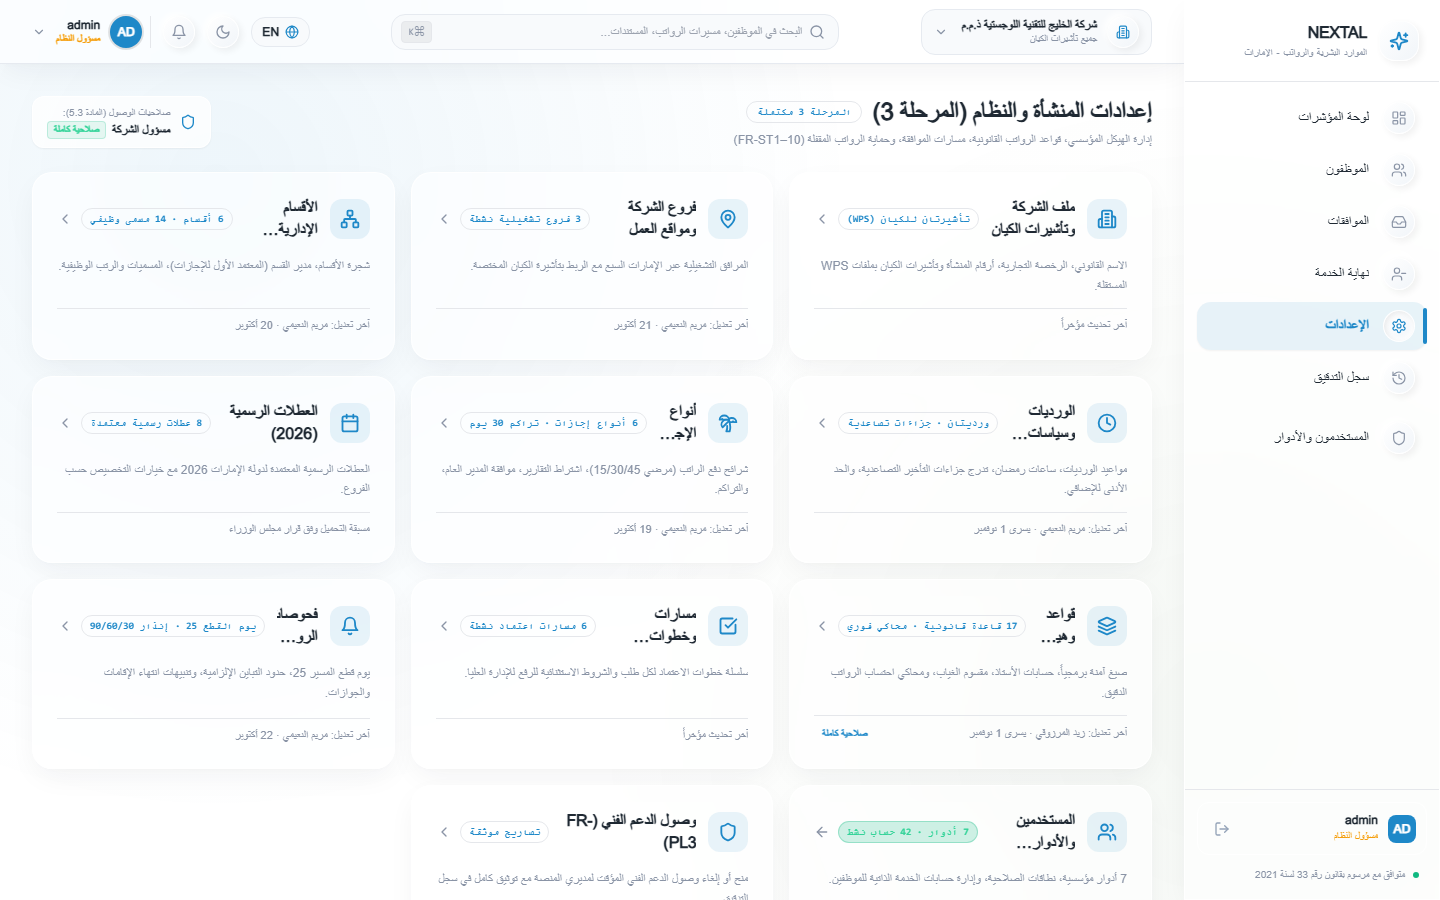 NEXTAL
الموارد البشرية والرواتب - الإمارات
شركة الخليج للتقنية اللوجستية ذ.م.م
جميع تأشيرات الكيان
البحث في الموظفين، مسيرات الرواتب، المستندات...
⌘K
EN
AD
admin
مسؤول النظام
لوحة المؤشرات
الموظفون
الموافقات
نهاية الخدمة
الإعدادات
سجل التدقيق
المستخدمون والأدوار
إعدادات المنشأة والنظام (المرحلة 3)
المرحلة 3 مكتملة
إدارة الهيكل المؤسسي، قواعد الرواتب القانونية، مسارات الموافقة، وحماية الرواتب المقفلة (FR-ST1–10)
صلاحيات الوصول (المادة 5.3):
مسؤول الشركة
صلاحية كاملة
ملف الشركة
وتأشيرات الكيان
تأشيرتان للكيان (WPS)
الاسم القانوني، الرخصة التجارية، أرقام المنشأة وتأشيرات الكيان بملفات WPS
المستقلة.
آخر تحديث مؤخراً
فروع الشركة
ومواقع العمل
3 فروع تشغيلية نشطة
المرافق التشغيلية عبر الإمارات السبع مع الربط بتأشيرة الكيان المختصة.
آخر تعديل: مريم النعيمي · 21 أكتوبر
الأقسام
الإدارية...
6 أقسام · 14 مسمى وظيفي
شجرة الأقسام، مدير القسم (المعتمد الأول للإجازات)، المسميات والرتب الوظيفية.
آخر تعديل: مريم النعيمي · 20 أكتوبر
الورديات
وسياسات...
ورديتان · جزاءات تصاعدية
مواعيد الورديات، ساعات رمضان، تدرج جزاءات التأخير التصاعدية، والحد
الأدنى للإضافي.
آخر تعديل: مريم النعيمي · يسرى 1 نوفمبر
أنواع
الإجـ...
6 أنواع إجازات · تراكم 30 يوم
شرائح دفع الراتب (مرضي 15/30/45)، اشتراط التقارير، موافقة المدير العام،
والتراكم.
آخر تعديل: مريم النعيمي · 19 أكتوبر
العطلات الرسمية
(2026)
8 عطلات رسمية معتمدة
العطلات الرسمية المعتمدة لدولة الإمارات 2026 مع خيارات التخصيص حسب
الفروع.
مسبقة التحميل وفق قرار مجلس الوزراء
قواعد
وهيـ...
17 قاعدة قانونية · محاكي فوري
صيغ آمنة برمجياً، حسابات الأستاذ، مقسوم الغياب، ومحاكي احتساب الرواتب
الدقيق.
آخر تعديل: زيد المرزوقي · يسرى 1 نوفمبر
صلاحية كاملة
مسارات
وخطوات...
6 مسارات اعتماد نشطة
سلسلة خطوات الاعتماد لكل طلب والشروط الاستثنائية للرفع للإدارة العليا.
آخر تحديث مؤخراً
فحوصات
الرو...
يوم القطع 25 · إنذار 90/60/30
يوم قطع المسير 25، حدود التباين الإلزامية، وتنبيهات انتهاء الإقامات
والجوازات.
آخر تعديل: مريم النعيمي · 22 أكتوبر
المستخدمين
والأدوار...
7 أدوار · 42 حساب نشط
7 أدوار مؤسسية، نطاقات الصلاحية، وإدارة حسابات الخدمة الذاتية للموظفين.
وصول الدعم الفني (FR-
PL3)
تصاريح موثقة
منح أو إلغاء وصول الدعم الفني المؤقت لمديري المنصة مع توثيق كامل في سجل
التدقيق.
AD
admin
مسؤول النظام
متوافق مع مرسوم بقانون رقم 33 لسنة 2021